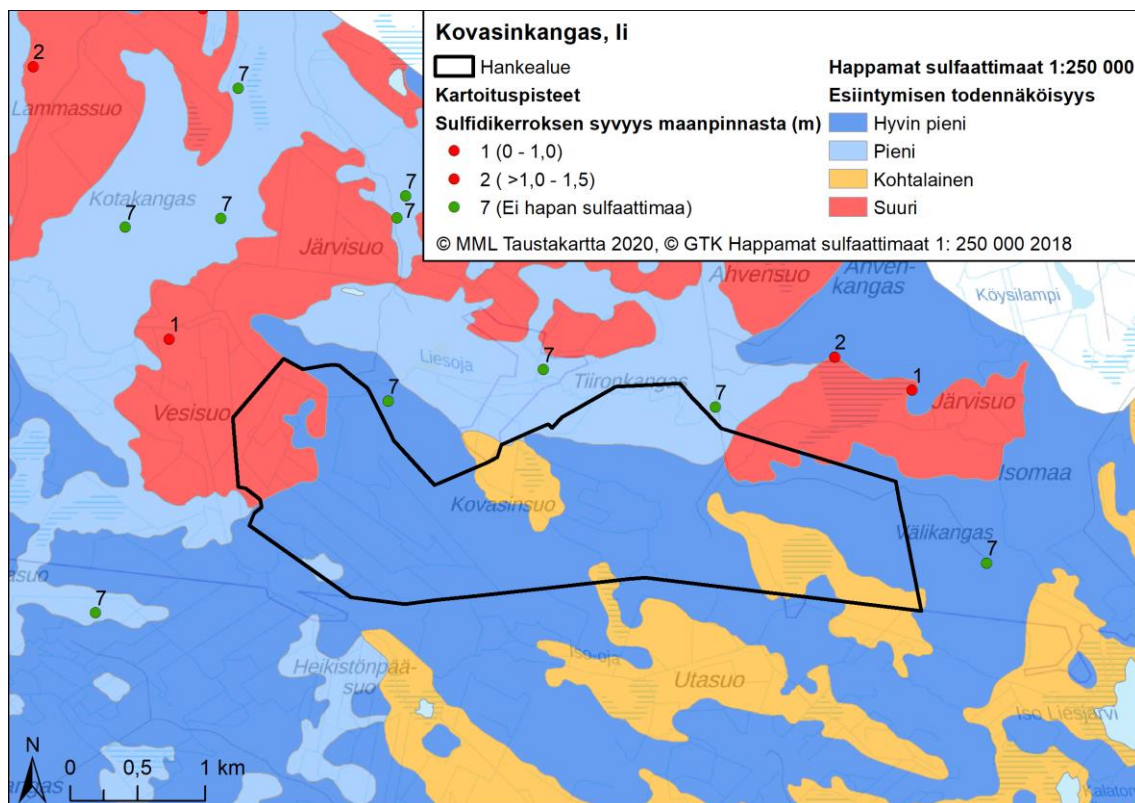 Kovasinkangas, Ii
Hankealue
Kartoituspisteet
Sulfidikerroksen syvyys maanpinnasta (m)
1 (0 - 1,0)
2 ( >1,0 - 1,5)
7 (Ei hapan sulfaattimaa)
Happamat sulfaattimaat 1:250 000
Esiintymisen todennäköisyys
Hyvin pieni
Pieni
Kohtalainen
Suuri
© MML Taustakartta 2020, © GTK Happamat sulfaattimaat 1: 250 000 2018
2
7
Lammassuo
7
Kotakangas
7
7
7
Järvisuo
Ahvensuo
Ahven-
kangas
Köysilampi
1
Liesoja
7
Tiironkangas
2
1
Vesisuo
7
7
Järvisuo
Isomaa
Kovasinsuo
Välikangas
7
asuo
7
Heikistönpää-
suo
Iso-oja
Utasuo
Iso Liesjärvi
N
0 0,5 1 km
kangas
Kalaton